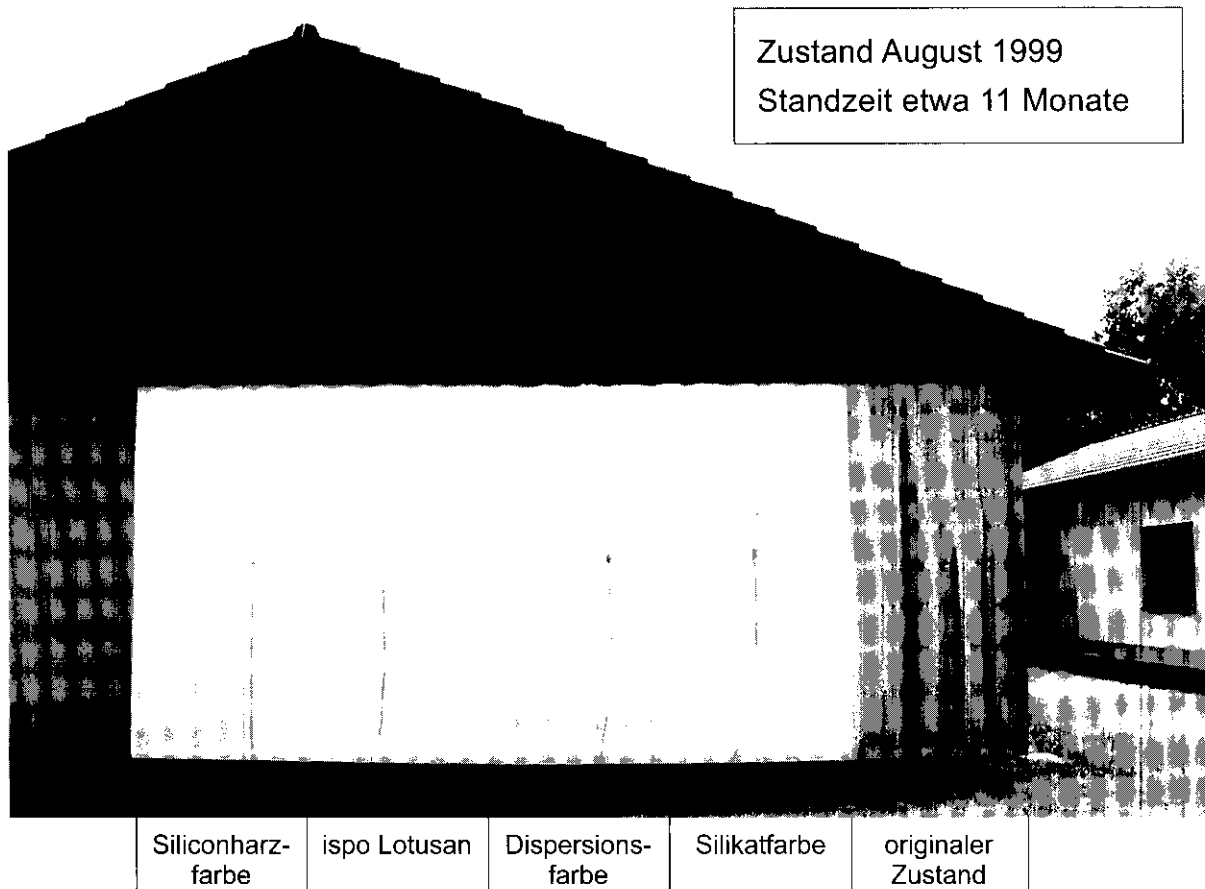 Zustand August 1999
Standzeit etwa 11 Monate
Siliconharz-
farbe
ispo Lotusan
Dispersions-
farbe
Silikatfarbe
originaler
Zustand